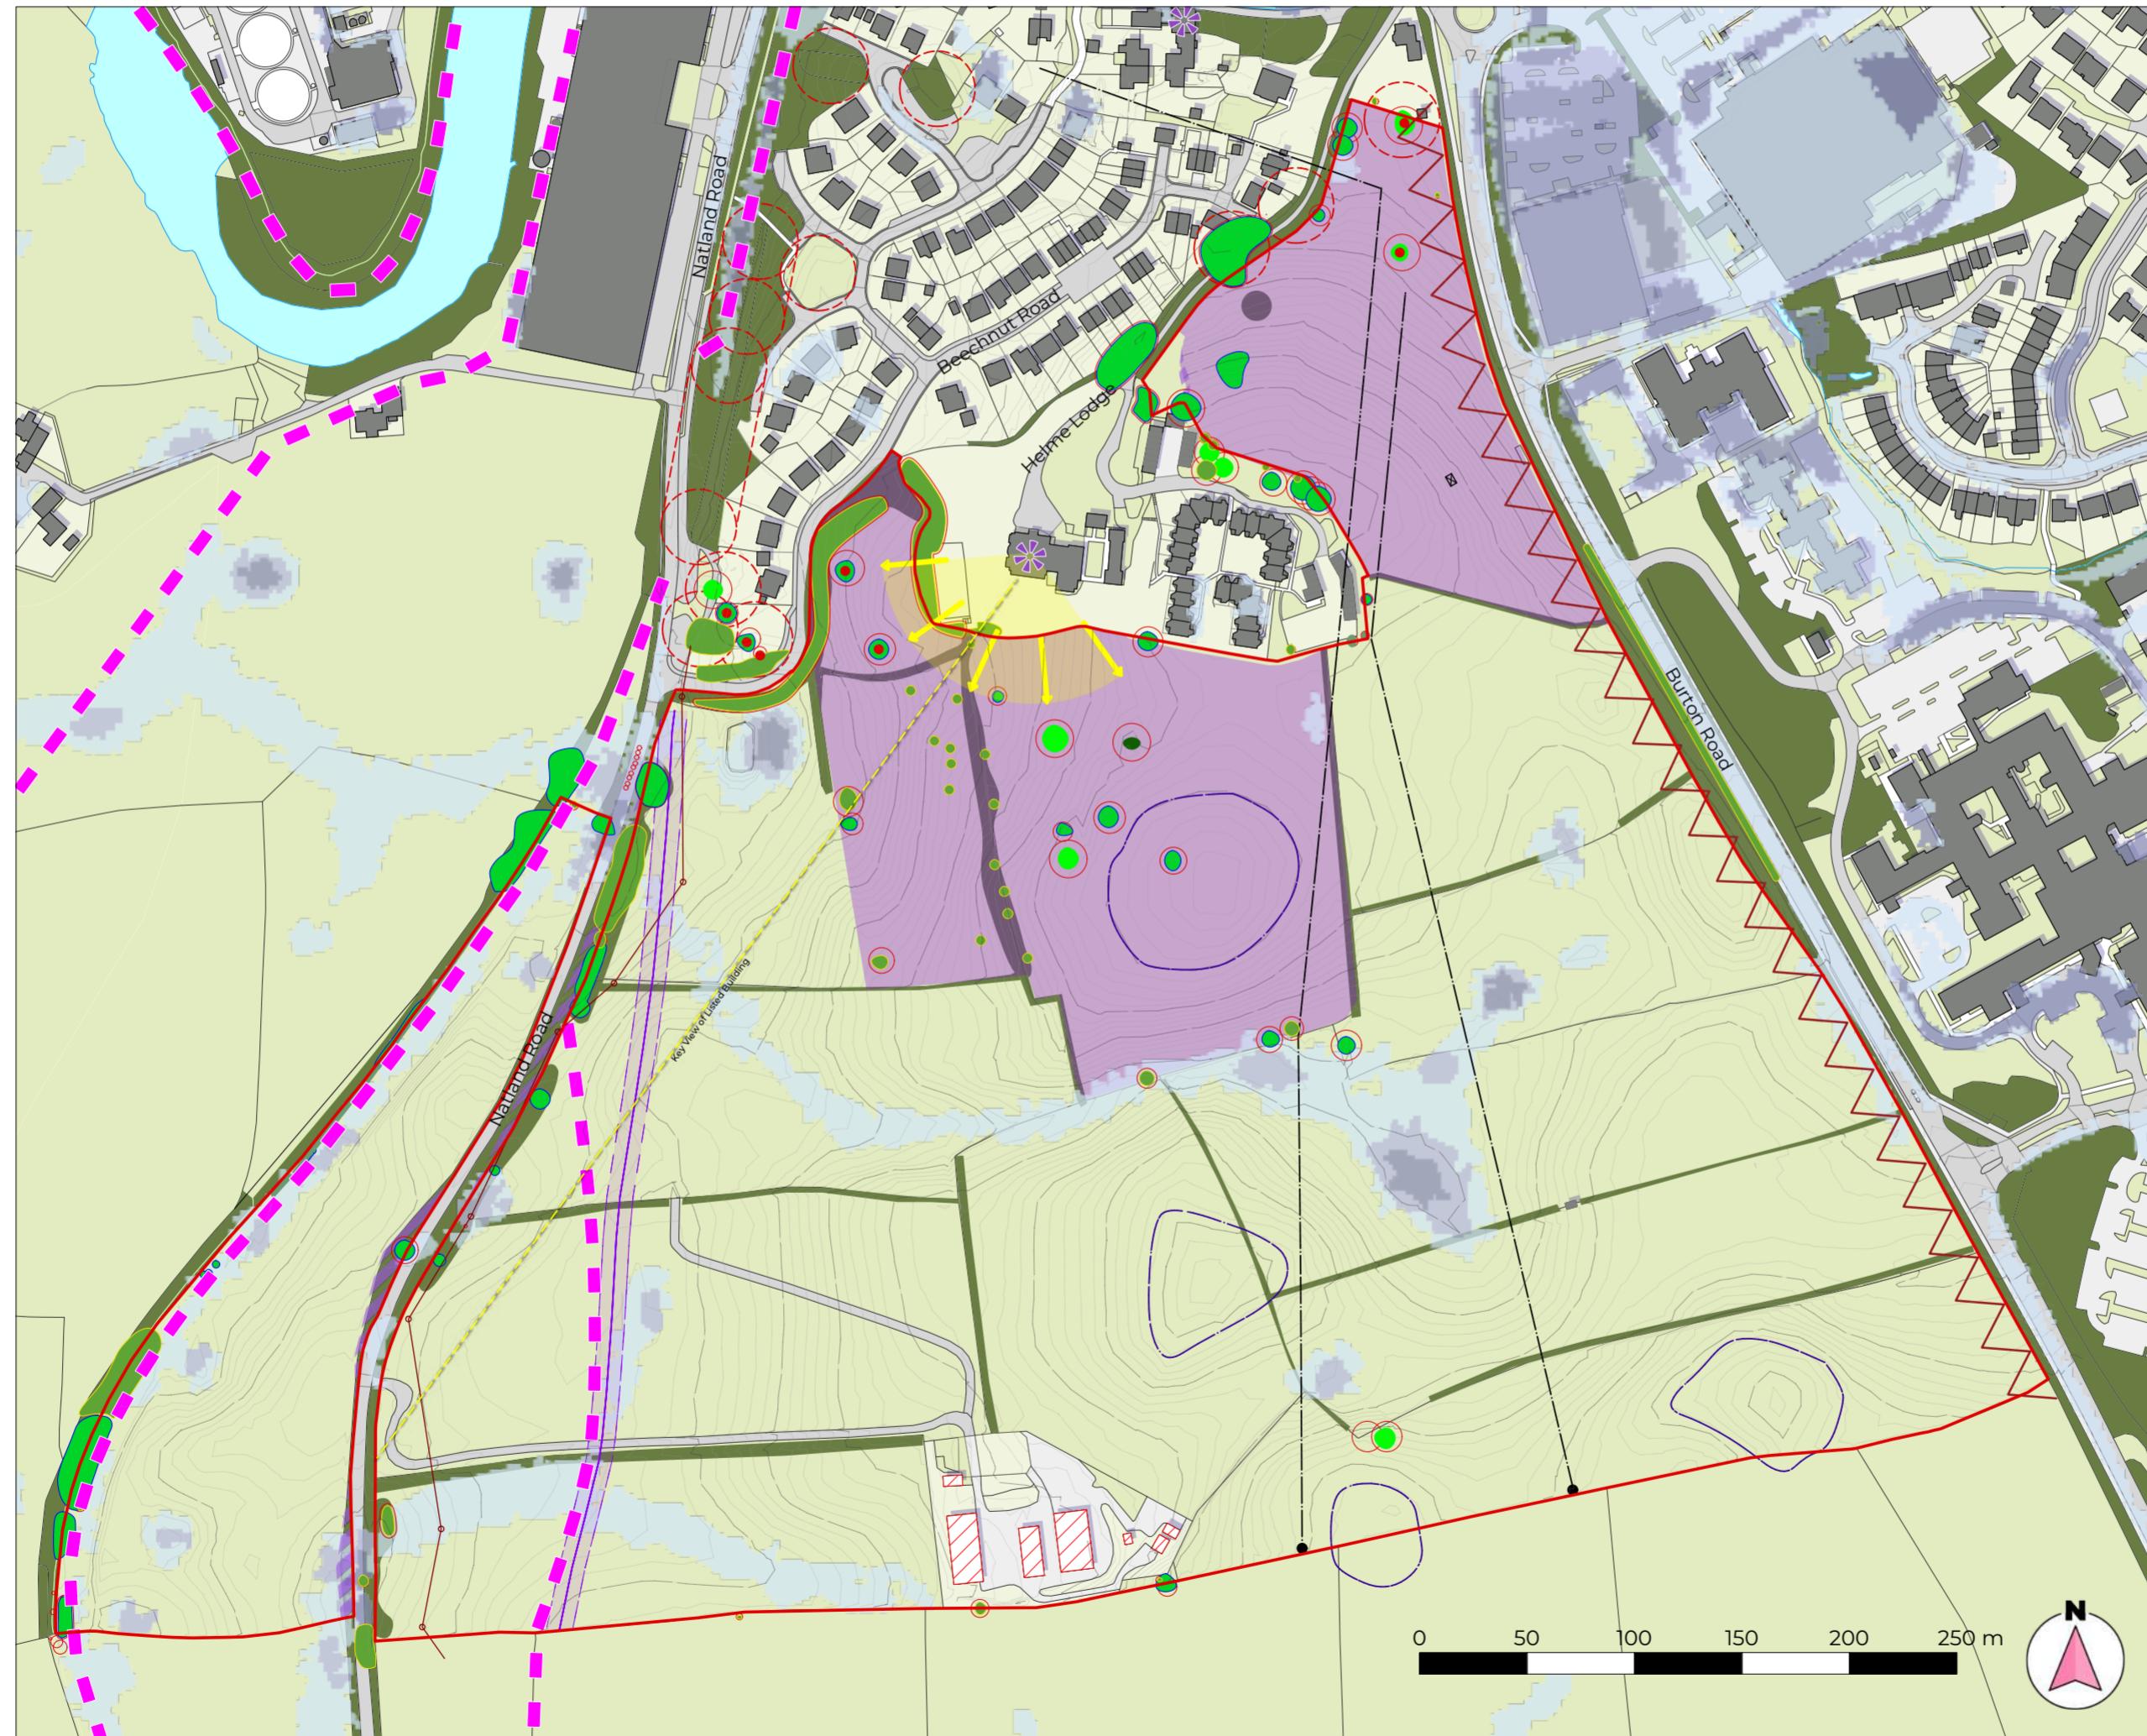 Natland Road
Beechnut Road
Helme Lodge
Burton Road
Key View of Listed Building
Natland Road
N
0 50 100 150 200 250 m